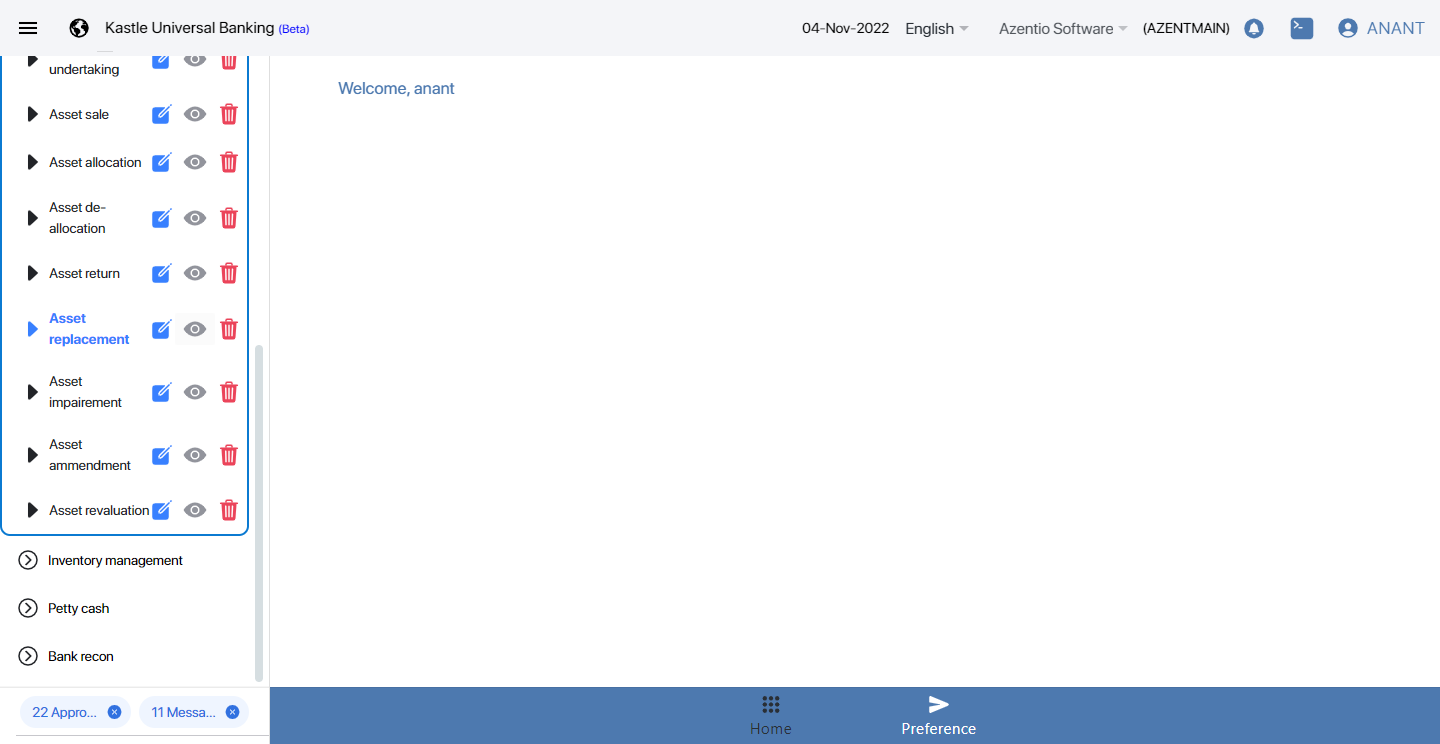 Kastle Universal Banking (Beta)
04-Nov-2022
English
Azentio Software
(AZENTMAIN)
ANANT
undertaking
Asset sale
Asset allocation
Asset de-
allocation
Asset return
Asset
replacement
Asset
impairement
Asset
ammendment
Asset revaluation
Inventory management
Petty cash
Bank recon
22 Appro...
11 Messa...
Welcome, anant
Home
Preference